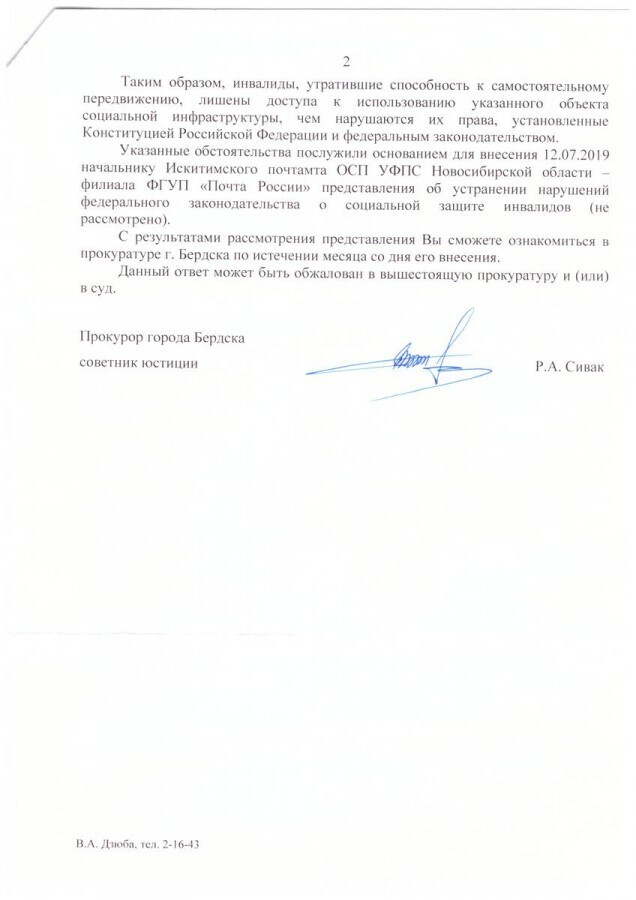 2
Таким образом, инвалиды, утратившие способность к самостоятельному
передвижению, лишены доступа к использованию указанного объекта
социальной инфраструктуры, чем нарушаются их права, установленные
Конституцией Российской Федерации и федеральным законодательством.
Указанные обстоятельства послужили основанием для внесения 12.07.2019
начальнику Искитимского почтамта ОСП УФПС Новосибирской области –
филиала ФГУП «Почта России» представления об устранении нарушений
федерального законодательства о социальной защите инвалидов (не
рассмотрено).
С результатами рассмотрения представления Вы сможете ознакомиться в
прокуратуре г. Бердска по истечении месяца со дня его внесения.
Данный ответ может быть обжалован в вышестоящую прокуратуру и (или)
в суд.
Прокурор города Бердска
советник юстиции
Р.А. Сивак
В.А. Дзюба, тел. 2-16-43